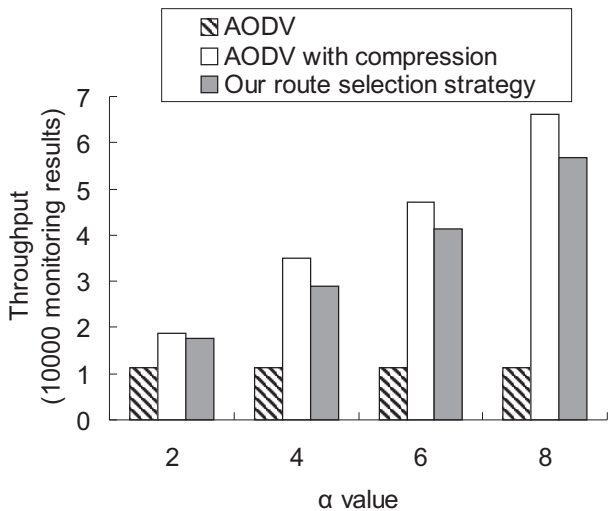 AODV
AODV with compression
Our route selection strategy
Throughput
(10000 monitoring results)
7
6
5
4
3
2
1
0
2 4 6 8
α value